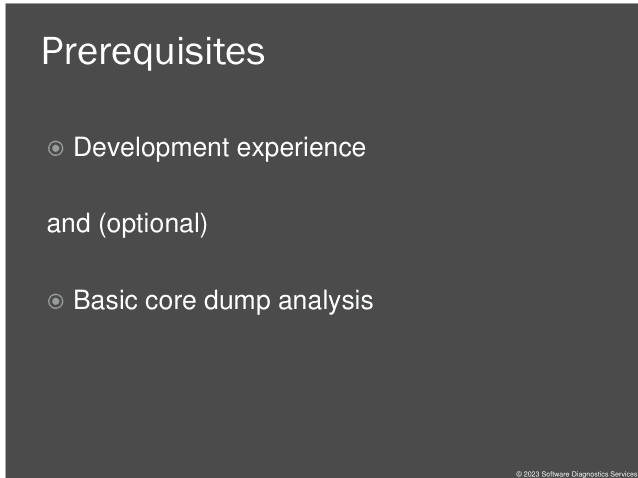 Prerequisites
Development experience
and (optional)
Basic core dump analysis
© 2023 Software Diagnostics Services